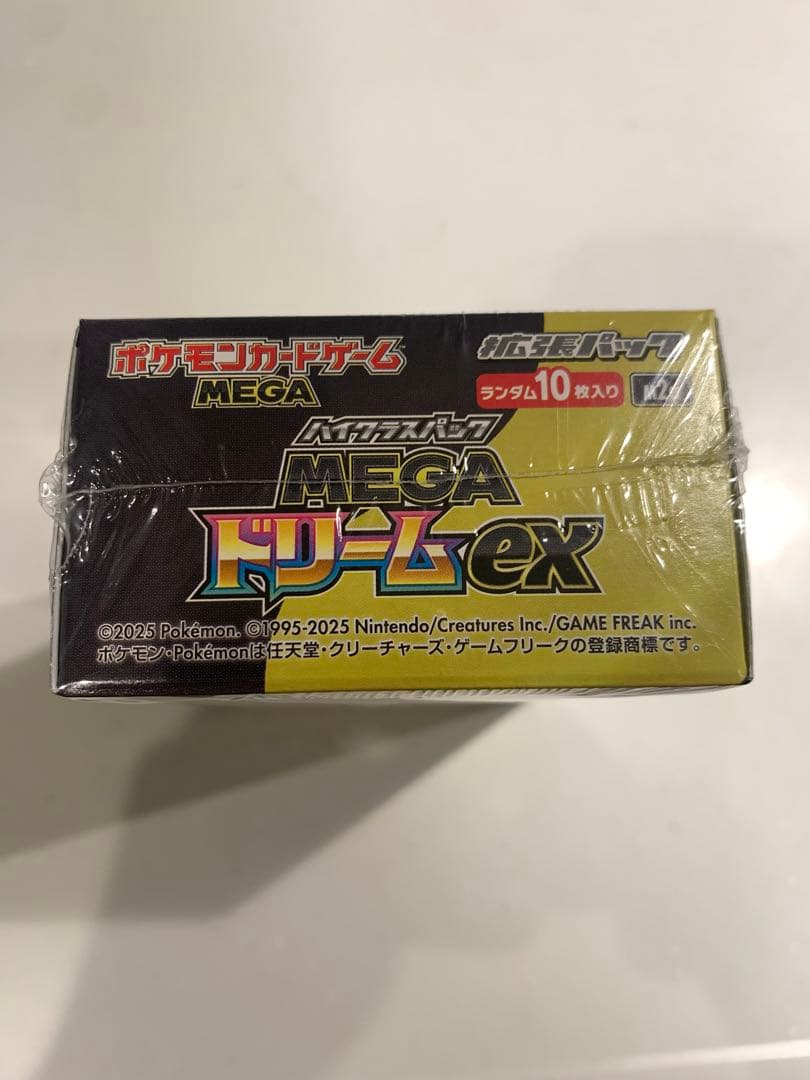 ポケモンカードゲーム
MEGA
拡張パック
ランダム10枚入り
ハイクラスパック
MEGA
ドリームex
©2025 Pokémon. ©1995-2025 Nintendo/Creatures Inc./GAME FREAK inc.
ポケモン・Pokémonは任天堂・クリーチャーズ・ゲームフリークの登録商標です。